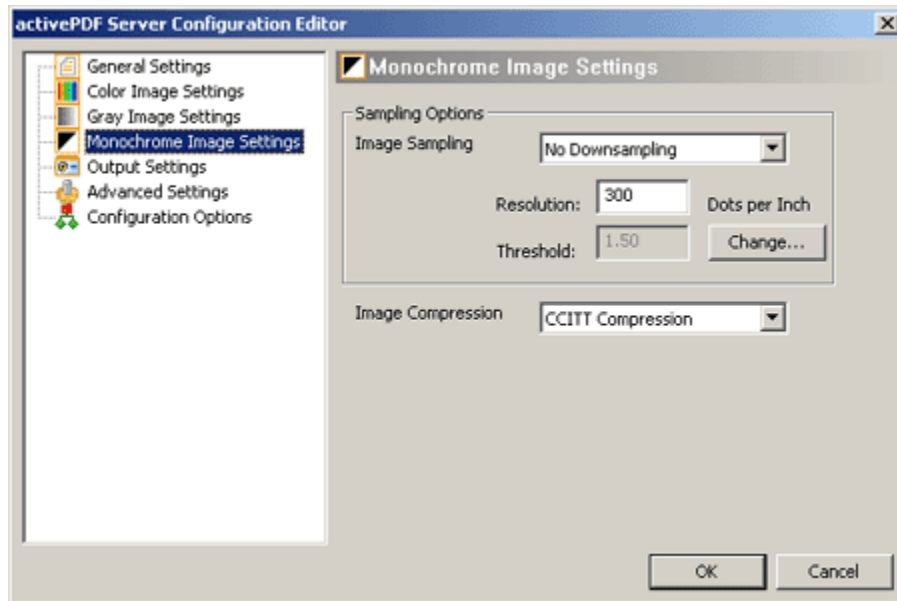 activePDF Server Configuration Editor
General Settings
Color Image Settings
Gray Image Settings
Monochrome Image Settings
Output Settings
Advanced Settings
Configuration Options
Monochrome Image Settings
Sampling Options
Image Sampling No Downsampling
Resolution: 300 Dots per Inch
Threshold: 1.50 Change...
Image Compression CCITT Compression
OK Cancel